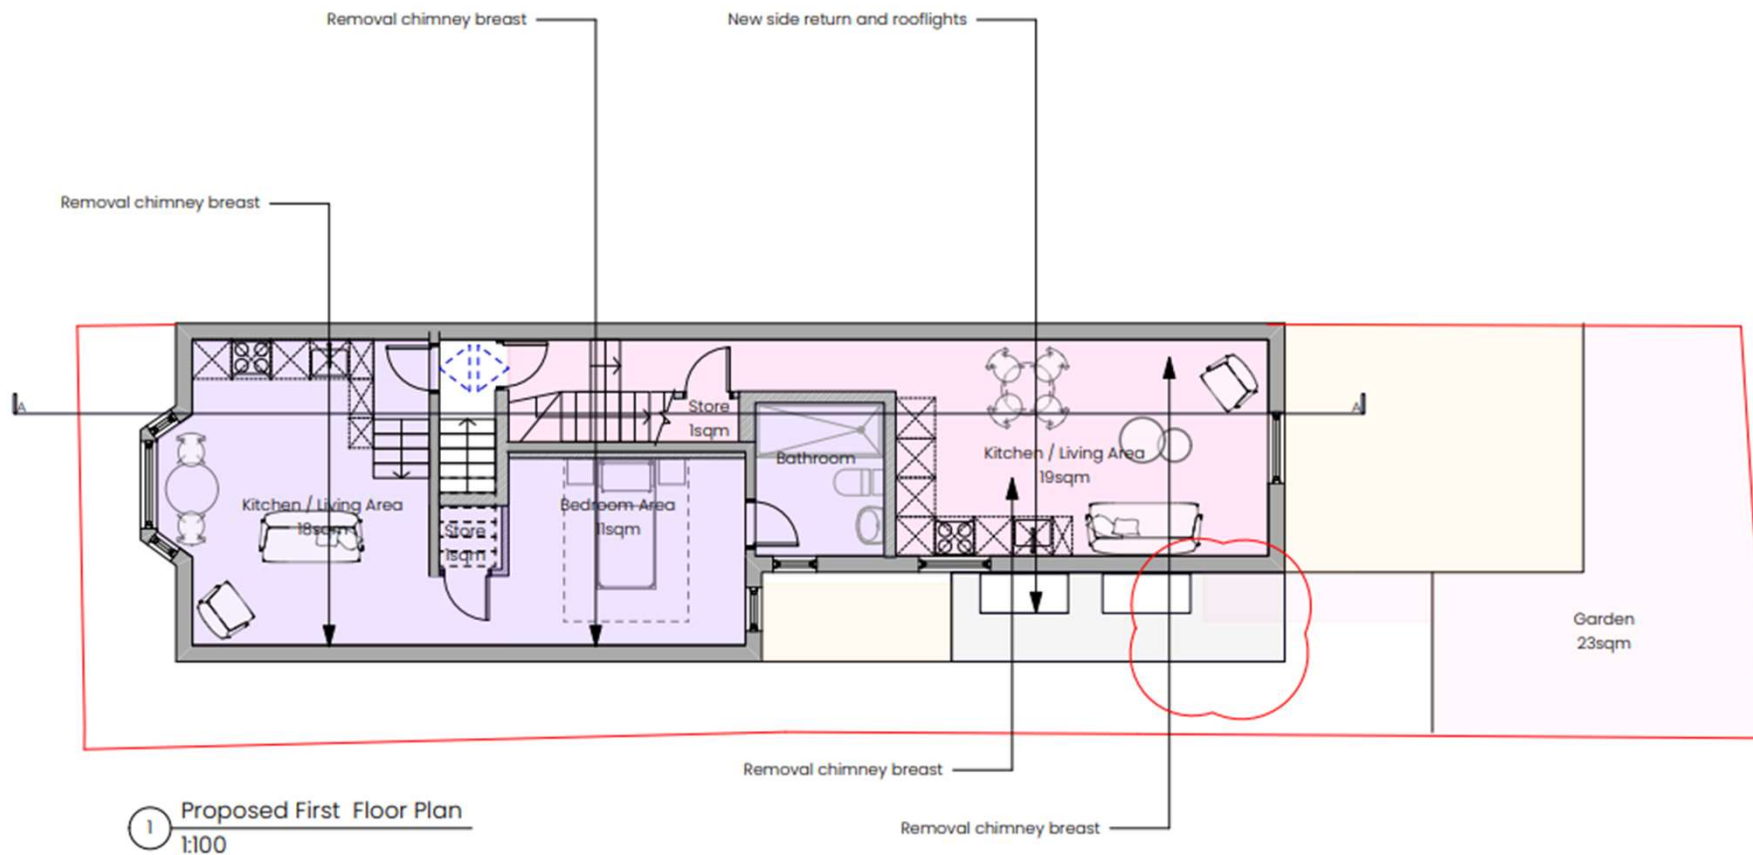 Removal chimney breast
New side return and rooflights
Removal chimney breast
A
A
Store
1sqm
Bathroom
Kitchen / Living Area
19sqm
Kitchen / Living Area
18sqm
Store
1sqm
Bedroom Area
11sqm
Garden
23sqm
Removal chimney breast
Removal chimney breast
1
Proposed First Floor Plan
1:100